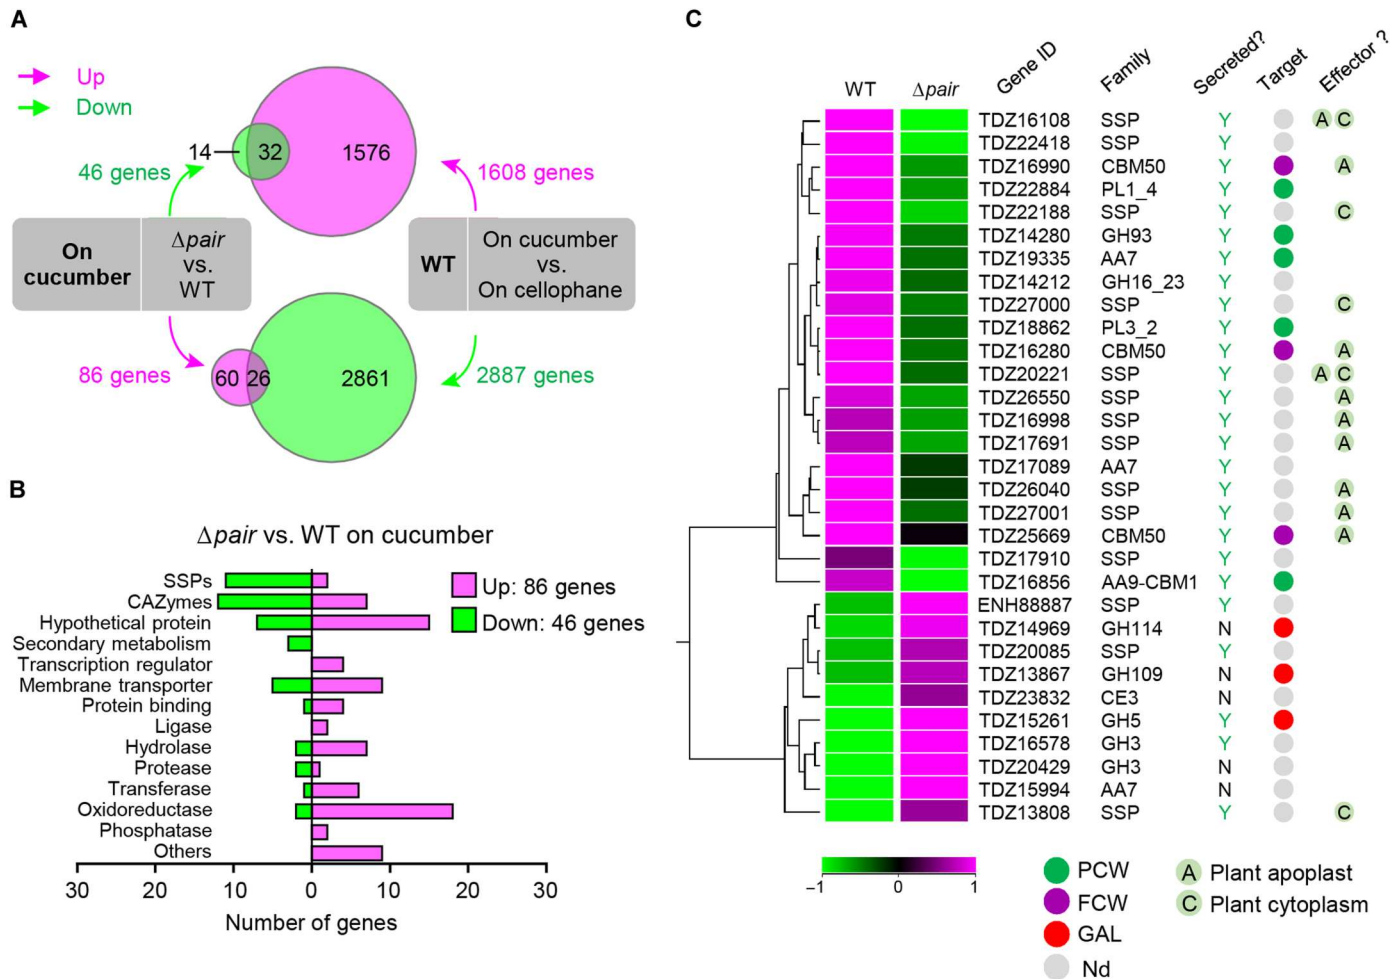 A
Up
Down
14
32
1576
46 genes
1608 genes
On
cucumber
Δpair
vs.
WT
WT
On cucumber
vs.
On cellophane
86 genes
60
26
2861
2887 genes
B
Δpair vs. WT on cucumber
Up: 86 genes
Down: 46 genes
SSPs
CAZymes
Hypothetical protein
Secondary metabolism
Transcription regulator
Membrane transporter
Protein binding
Ligase
Hydrolase
Protease
Transferase
Oxidoreductase
Phosphatase
Others
30 20 10 0 10 20 30
Number of genes
C
WT Δpair Gene ID Family Secreted? Target Effector ?
TDZ16108 SSP Y A C
TDZ22418 SSP Y
TDZ16990 CBM50 Y A
TDZ22884 PL1_4 Y
TDZ22188 SSP Y C
TDZ14280 GH93 Y
TDZ19335 AA7 Y
TDZ14212 GH16_23 Y
TDZ27000 SSP Y C
TDZ18862 PL3_2 Y
TDZ16280 CBM50 Y A
TDZ20221 SSP Y A C
TDZ26550 SSP Y A
TDZ16998 SSP Y A
TDZ17691 SSP Y A
TDZ17089 AA7 Y
TDZ26040 SSP Y A
TDZ27001 SSP Y A
TDZ25669 CBM50 Y A
TDZ17910 SSP Y
TDZ16856 AA9-CBM1 Y
ENH88887 SSP Y
TDZ14969 GH114 N
TDZ20085 SSP Y
TDZ13867 GH109 N
TDZ23832 CE3 N
TDZ15261 GH5 Y
TDZ16578 GH3 Y
TDZ20429 GH3 N
TDZ15994 AA7 N
TDZ13808 SSP Y C
−1 0 1
PCW
FCW
GAL
Nd
A Plant apoplast
C Plant cytoplasm